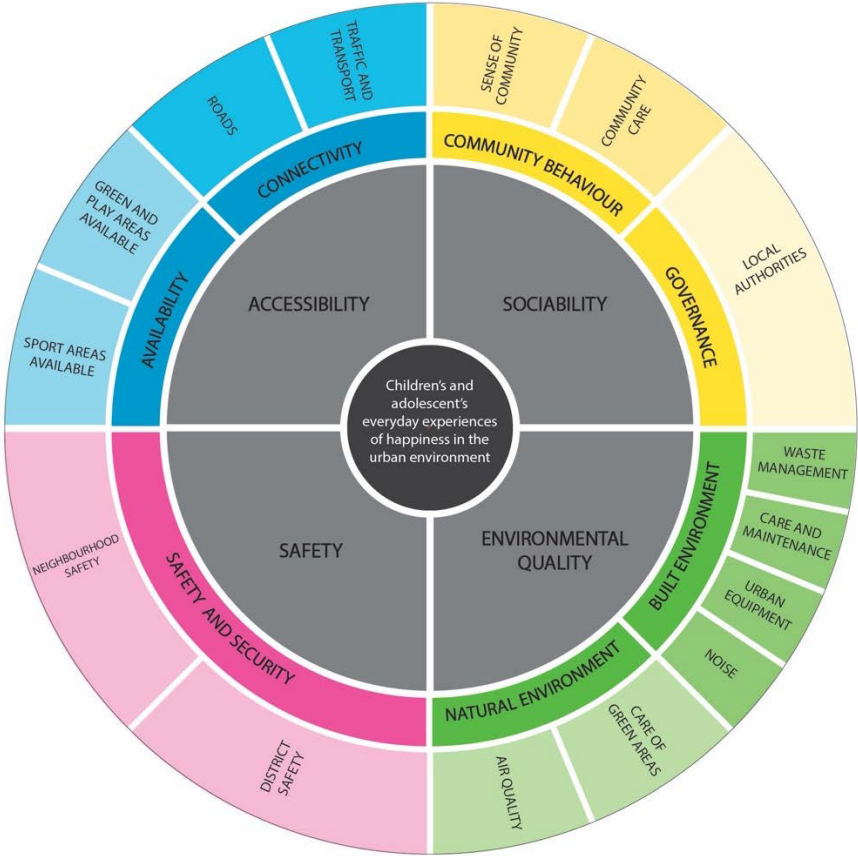 Children's and
adolescent's
everyday experiences
of happiness in the
urban environment
ACCESSIBILITY
SOCIABILITY
SAFETY
ENVIRONMENTAL
QUALITY
AVAILABILITY
CONNECTIVITY
COMMUNITY BEHAVIOUR
GOVERNANCE
BUILT ENVIRONMENT
NATURAL ENVIRONMENT
SAFETY AND SECURITY
SPORT AREAS
AVAILABLE
GREEN AND
PLAY AREAS
AVAILABLE
ROADS
TRAFFIC AND
TRANSPORT
SENSE OF
COMMUNITY
COMMUNITY
CARE
LOCAL
AUTHORITIES
WASTE
MANAGEMENT
CARE AND
MAINTENANCE
URBAN
EQUIPMENT
NOISE
CARE OF
GREEN AREAS
AIR QUALITY
DISTRICT
SAFETY
NEIGHBOURHOOD
SAFETY